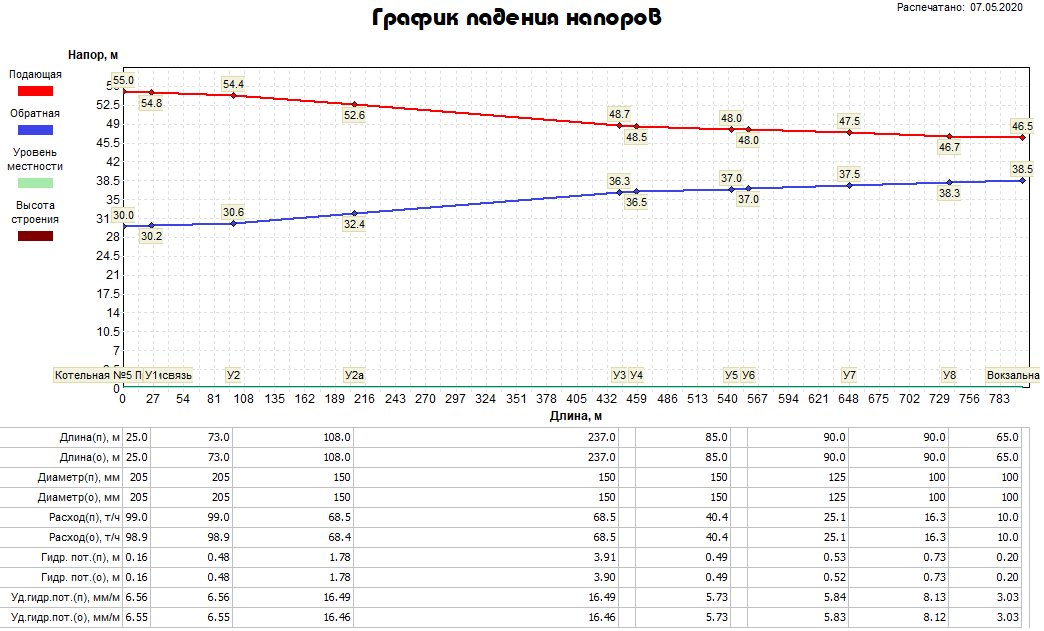 Распечатано: 07.05.2020
График падения напоров
Напор, м
Подающая
Обратная
Уровень
местности
Высота
строения
52.5
49
45.5
42
38.5
35
31
28
24.5
21
17.5
14
10.5
7
0
55.0
54.8
54.4
52.6
48.7
48.5
48.0
48.0
47.5
46.7
46.5
30.0
30.2
30.6
32.4
36.3
36.5
37.0
37.0
37.5
38.3
38.5
Котельная №5 П У1 связь У2 У2а У3 У4 У5 У6 У7 У8 Вокзальна
0 27 54 81 108 135 162 189 216 243 270 297 324 351 378 405 432 459 486 513 540 567 594 621 648 675 702 729 756 783
Длина, м
Длина(п), м 25.0 73.0 108.0 237.0 85.0 90.0 90.0 65.0
Длина(о), м 25.0 73.0 108.0 237.0 85.0 90.0 90.0 65.0
Диаметр(п), мм 205 205 150 150 150 125 100 100
Диаметр(о), мм 205 205 150 150 150 125 100 100
Расход(п), т/ч 99.0 99.0 68.5 68.5 40.4 25.1 16.3 10.0
Расход(о), т/ч 98.9 98.9 68.4 68.5 40.4 25.1 16.3 10.0
Гидр. пот.(п), м 0.16 0.48 1.78 3.91 0.49 0.53 0.73 0.20
Гидр. пот.(о), м 0.16 0.48 1.78 3.90 0.49 0.52 0.73 0.20
Уд.гидр.пот.(п), мм/м 6.56 6.56 16.49 16.49 5.73 5.84 8.13 3.03
Уд.гидр.пот.(о), мм/м 6.55 6.55 16.46 16.46 5.73 5.83 8.12 3.03